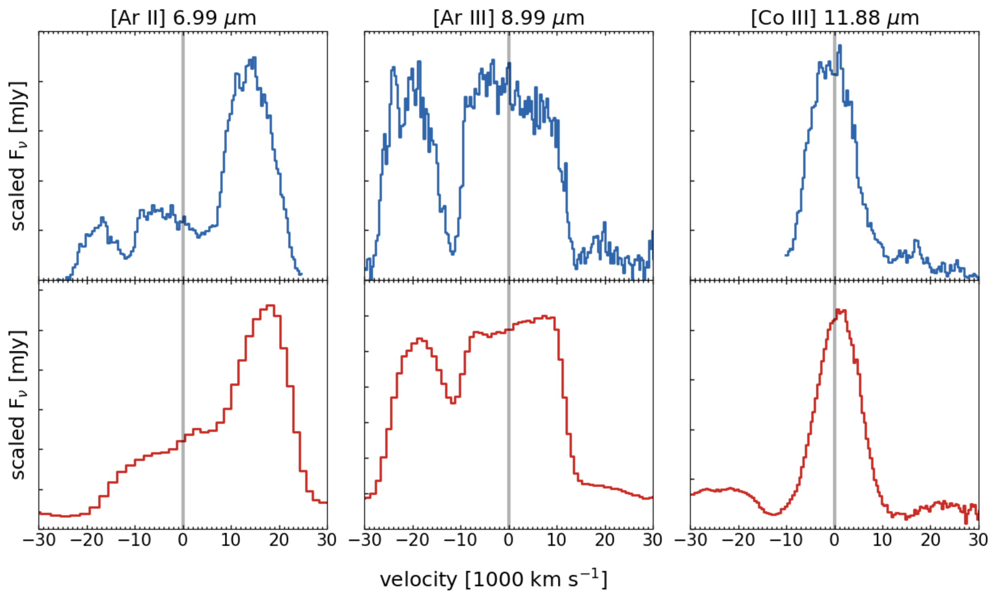 [Ar II] 6.99 μm [Ar III] 8.99 μm [Co III] 11.88 μm
scaled Fν [mJy]
scaled Fν [mJy]
−30 −20 −10 0 10 20 30 −30 −20 −10 0 10 20 30 −30 −20 −10 0 10 20 30
velocity [1000 km s⁻¹]